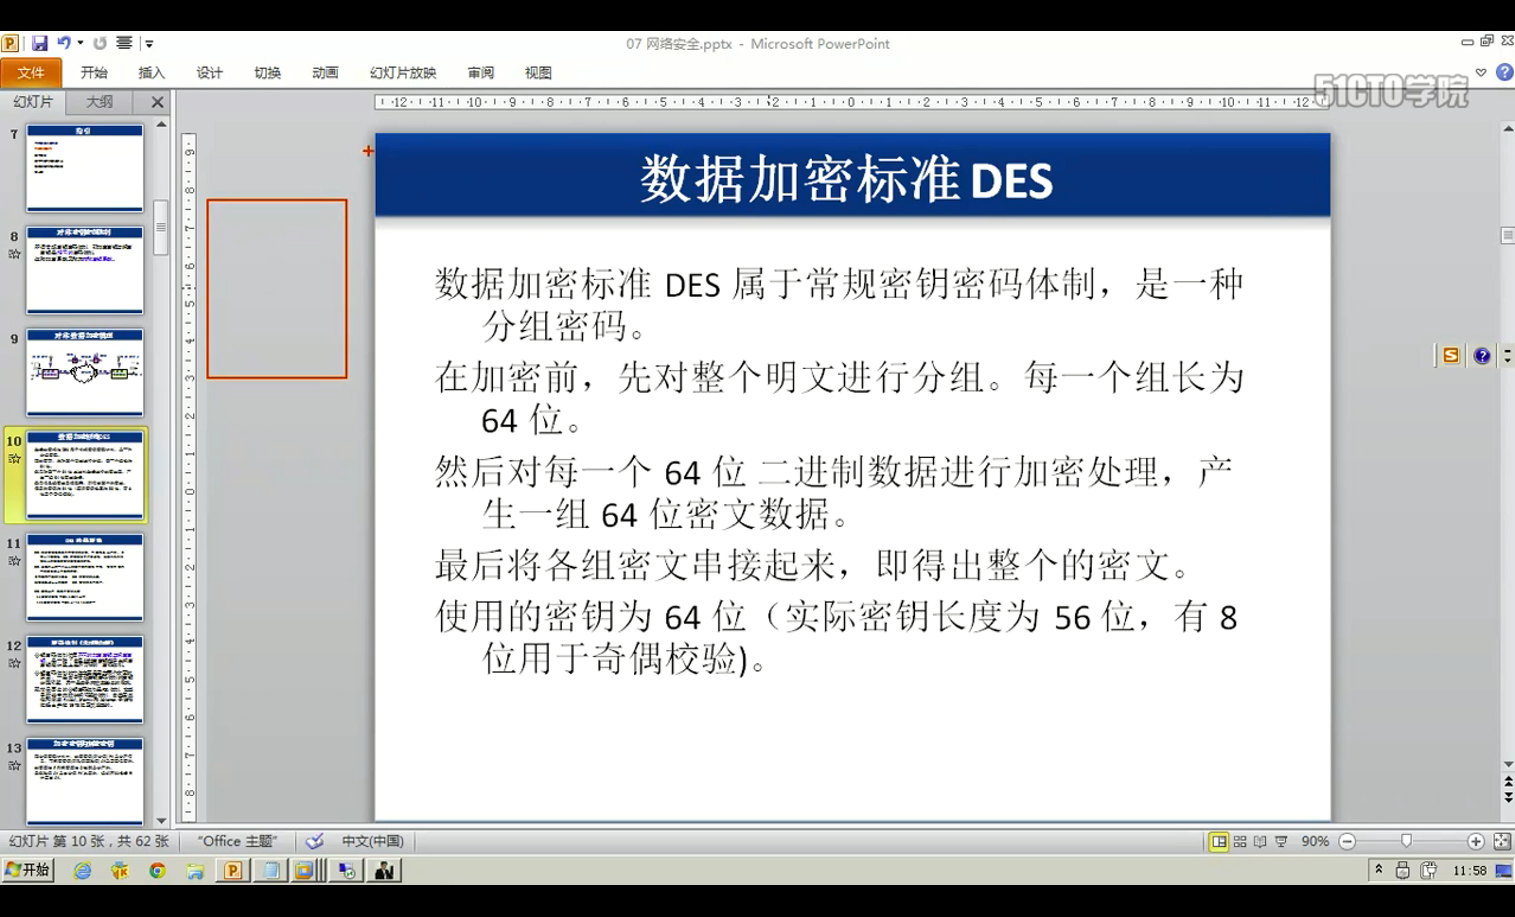 07 网络安全.pptx - Microsoft PowerPoint
文件 开始 插入 设计 切换 动画 幻灯片放映 审阅 视图
51CTO学院
幻灯片 大纲
7
8
9
10
11
12
13
数据加密标准 DES
数据加密标准 DES 属于常规密钥密码体制，是一种
分组密码。
在加密前，先对整个明文进行分组。每一个组长为
64 位。
然后对每一个 64 位 二进制数据进行加密处理，产
生一组 64 位密文数据。
最后将各组密文串接起来，即得出整个的密文。
使用的密钥为 64 位（实际密钥长度为 56 位，有 8
位用于奇偶校验)。
幻灯片 第 10 张，共 62 张 "Office 主题" 中文(中国) 90%
开始 11:58